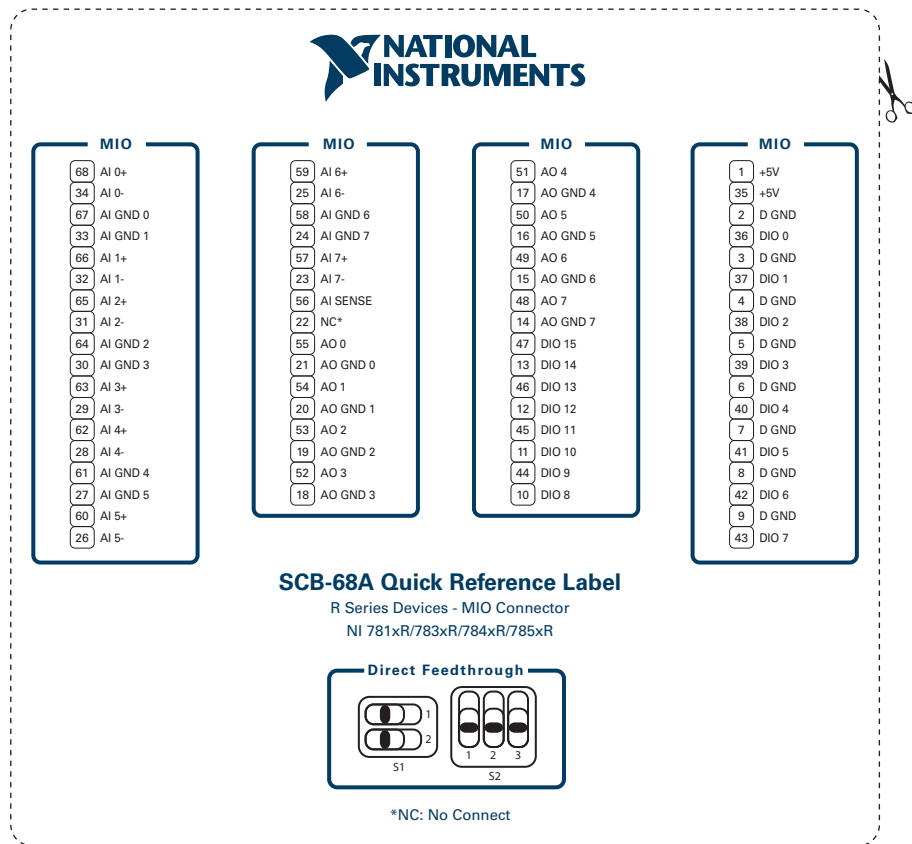 NATIONAL
INSTRUMENTS
MIO
68 AI 0+
34 AI 0-
67 AI GND 0
33 AI GND 1
66 AI 1+
32 AI 1-
65 AI 2+
31 AI 2-
64 AI GND 2
30 AI GND 3
63 AI 3+
29 AI 3-
62 AI 4+
28 AI 4-
61 AI GND 4
27 AI GND 5
60 AI 5+
26 AI 5-
MIO
59 AI 6+
25 AI 6-
58 AI GND 6
24 AI GND 7
57 AI 7+
23 AI 7-
56 AI SENSE
22 NC*
55 AO 0
21 AO GND 0
54 AO 1
20 AO GND 1
53 AO 2
19 AO GND 2
52 AO 3
18 AO GND 3
MIO
51 AO 4
17 AO GND 4
50 AO 5
16 AO GND 5
49 AO 6
15 AO GND 6
48 AO 7
14 AO GND 7
47 DIO 15
13 DIO 14
46 DIO 13
12 DIO 12
45 DIO 11
11 DIO 10
44 DIO 9
10 DIO 8
MIO
1 +5V
35 +5V
2 D GND
36 DIO 0
3 D GND
37 DIO 1
4 D GND
38 DIO 2
5 D GND
39 DIO 3
6 D GND
40 DIO 4
7 D GND
41 DIO 5
8 D GND
42 DIO 6
9 D GND
43 DIO 7
SCB-68A Quick Reference Label
R Series Devices - MIO Connector
NI 781xR/783xR/784xR/785xR
Direct Feedthrough
1
2
S1
1 2 3
S2
*NC: No Connect